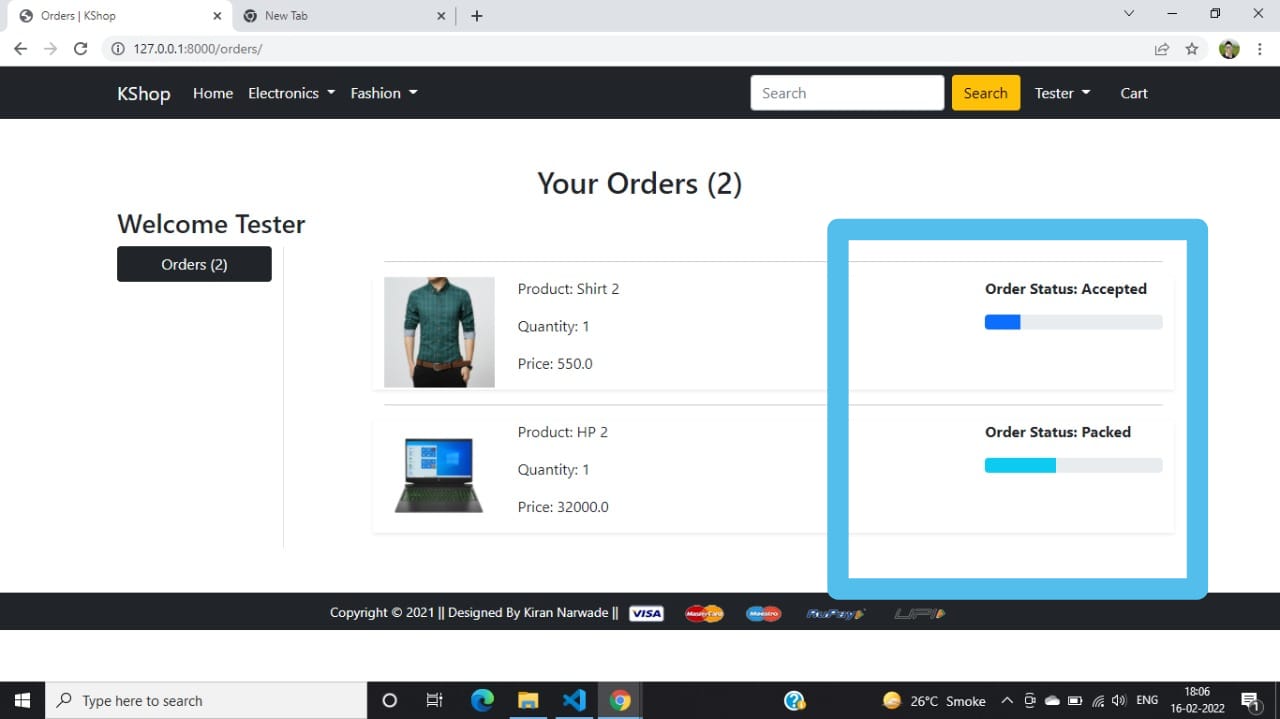 Orders | KShop
New Tab
127.0.0.1:8000/orders/
KShop Home Electronics Fashion Search Search Tester Cart
Your Orders (2)
Welcome Tester
Orders (2)
Product: Shirt 2
Quantity: 1
Price: 550.0
Order Status: Accepted
Product: HP 2
Quantity: 1
Price: 32000.0
Order Status: Packed
Copyright © 2021 || Designed By Kiran Narwade || VISA MasterCard Maestro RuPay UPI
Type here to search
26°C Smoke
ENG
18:06
16-02-2022
1